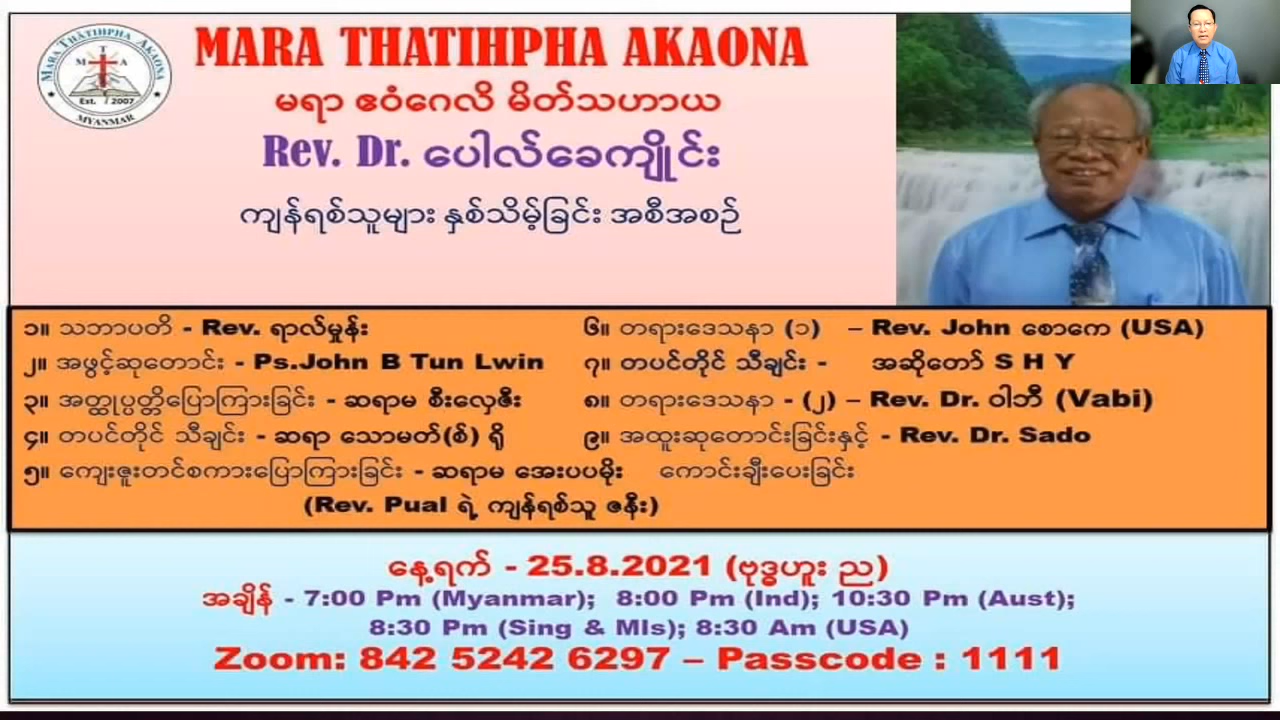 MARA THATIHPHA AKAONA
M T A
Est. 2007
MYANMAR
MARA THATIHPHA AKAONA
မရာ ဧဝံဂေလိ မိတ်သဟာယ
Rev. Dr. ပေါလ်ခေကျိုင်း
ကျန်ရစ်သူများ နှစ်သိမ့်ခြင်း အစီအစဉ်
၁။ သဘာပတိ - Rev. ရာလ်မှုန်း
၂။ အဖွင့်ဆုတောင်း - Ps.John B Tun Lwin
၃။ အတ္ထုပ္ပတ္တိပြောကြားခြင်း - ဆရာမ စီးလှေဇီး
၄။ တပင်တိုင် သီချင်း - ဆရာ သောမတ်(စ်) ရှို
၅။ ကျေးဇူးတင်စကားပြောကြားခြင်း - ဆရာမ အေးပပမိုး
(Rev. Pual ရဲ့ ကျန်ရစ်သူ ဇနီး)
၆။ တရားဒေသနာ (၁) – Rev. John စောကေ (USA)
၇။ တပင်တိုင် သီချင်း - အဆိုတော် S H Y
၈။ တရားဒေသနာ - (၂) – Rev. Dr. ဝါဘီ (Vabi)
၉။ အထူးဆုတောင်းခြင်းနှင့် - Rev. Dr. Sado
ကောင်းချီးပေးခြင်း
နေ့ရက် - 25.8.2021 (ဗုဒ္ဓဟူး ည)
အချိန် - 7:00 Pm (Myanmar); 8:00 Pm (Ind); 10:30 Pm (Aust);
8:30 Pm (Sing & Mls); 8:30 Am (USA)
Zoom: 842 5242 6297 – Passcode : 1111